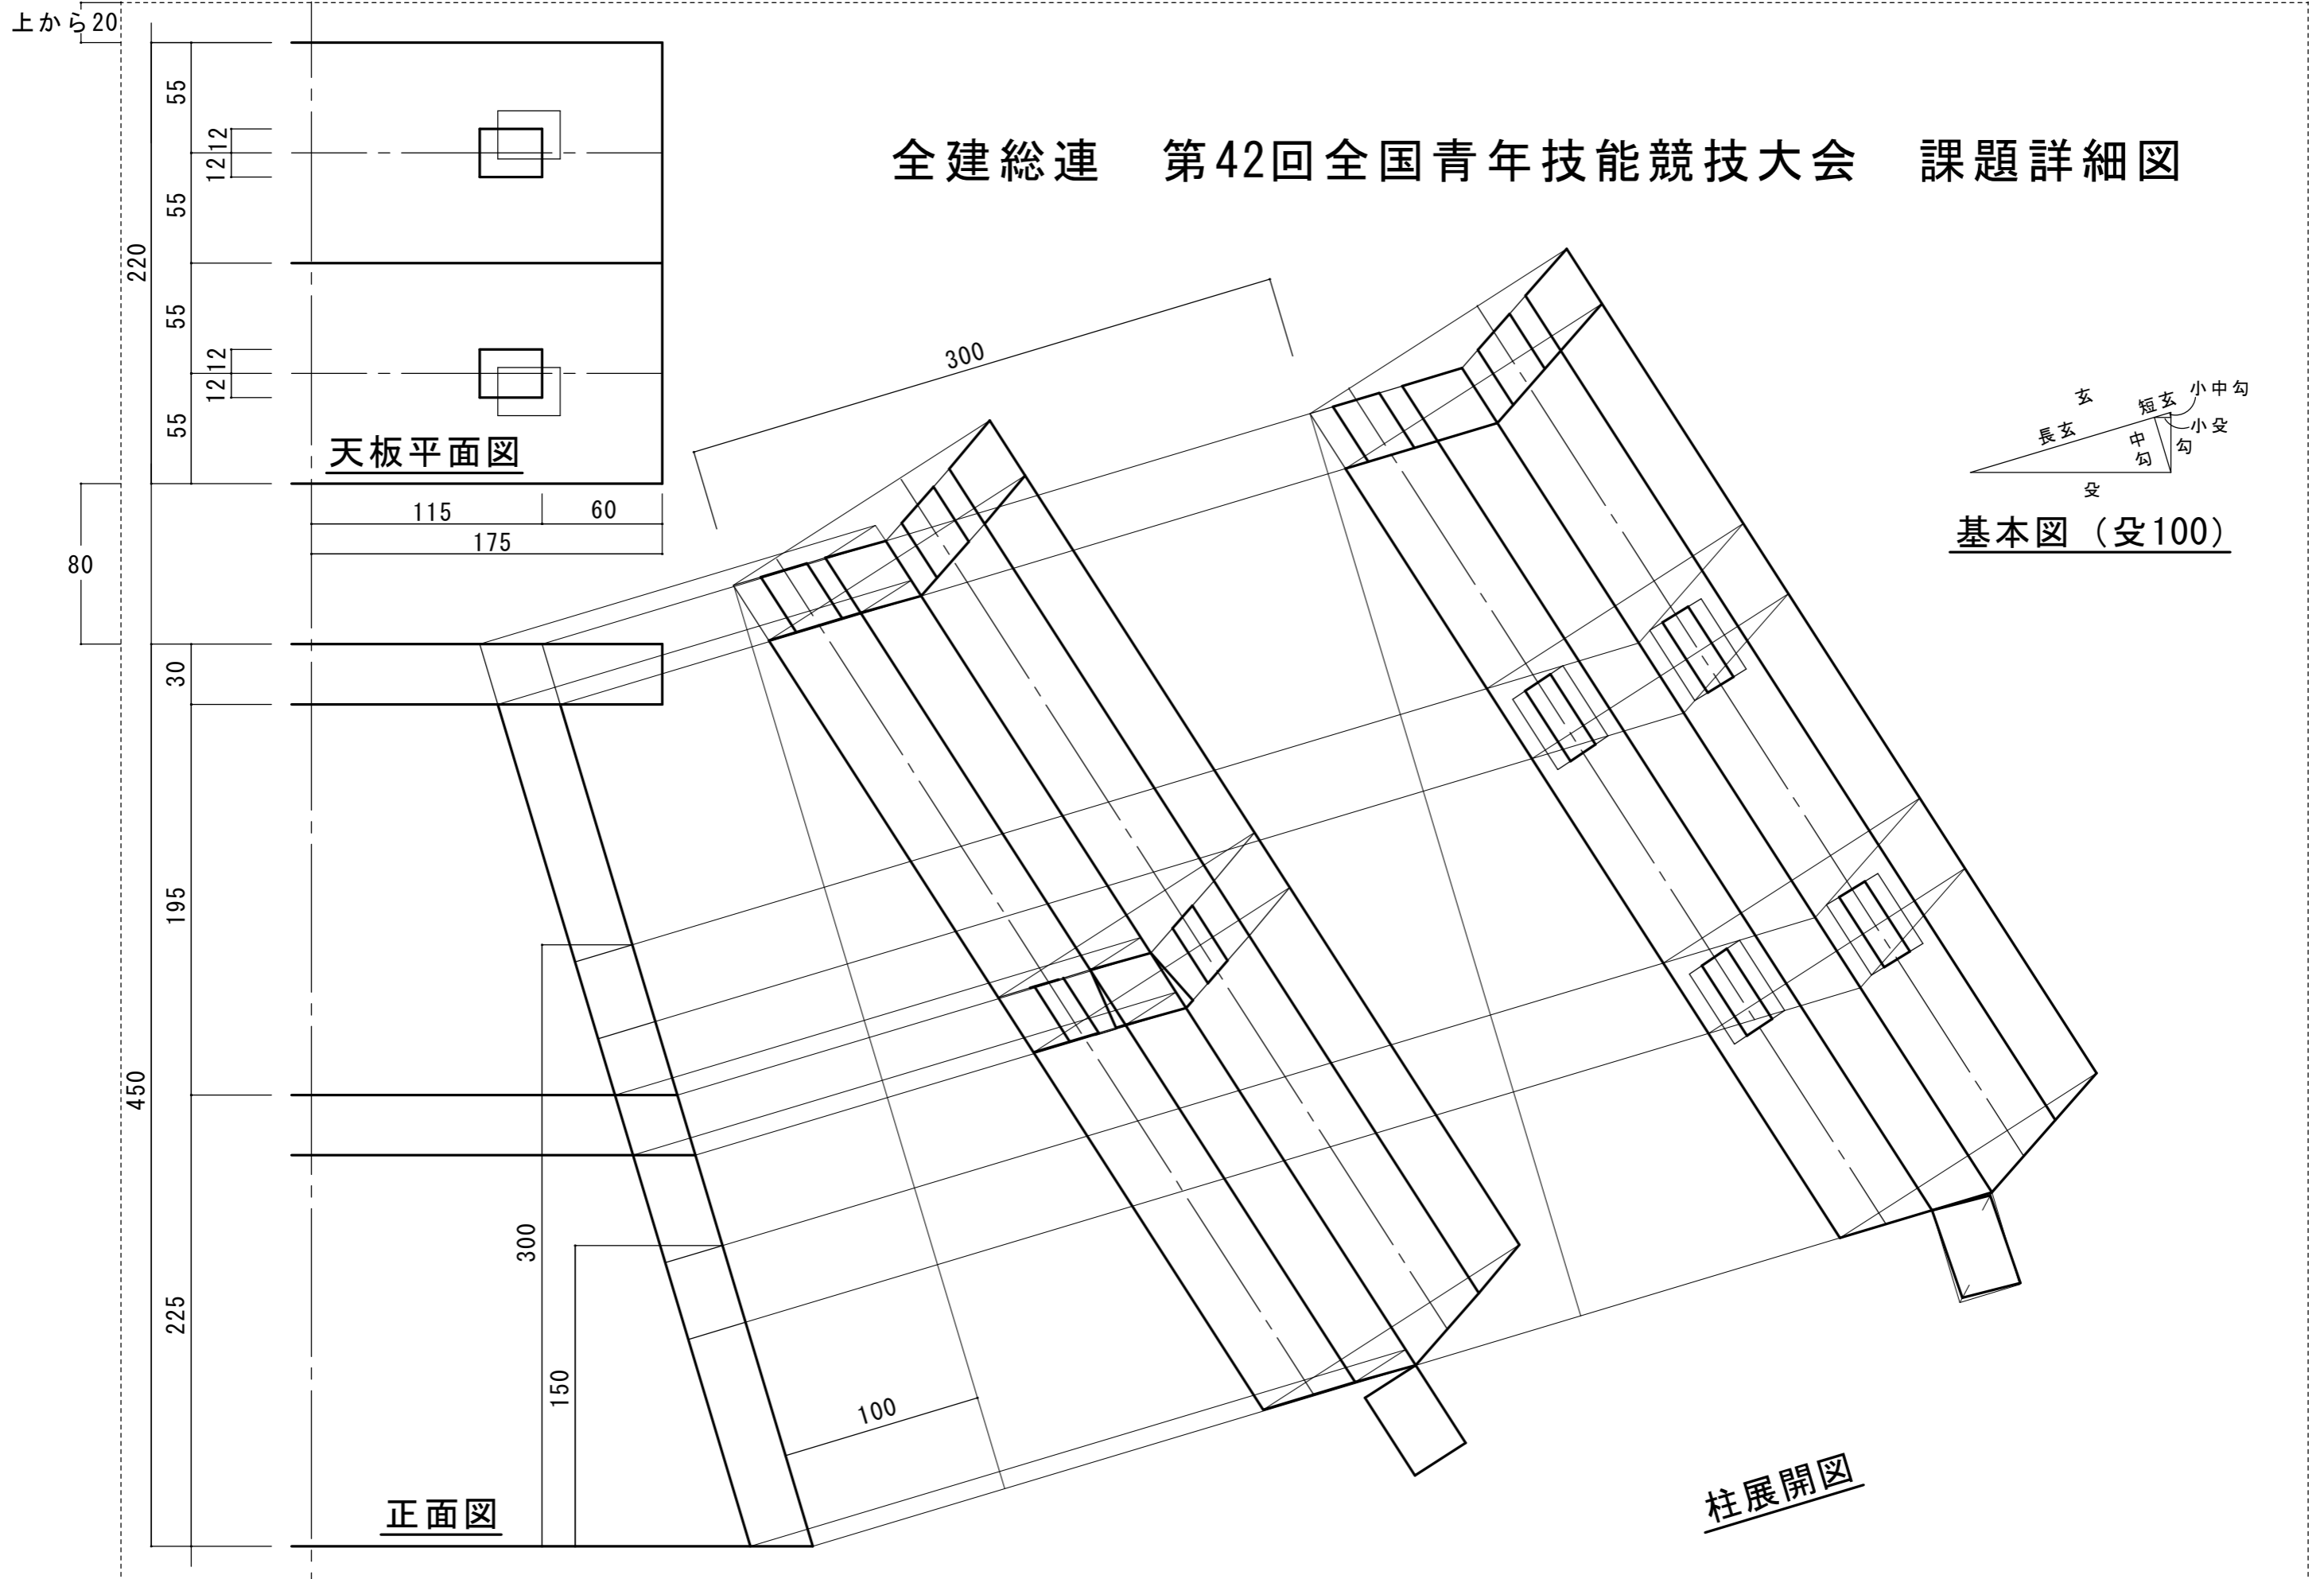 上から20
全建総連　第42回全国青年技能競技大会　課題詳細図
55
1212
55
220
55
1212
55
天板平面図
115
60
175
80
300
玄
短玄
小中勾
長玄
中勾
小殳
勾
殳
基本図（殳100）
30
195
450
225
300
150
100
正面図
柱展開図